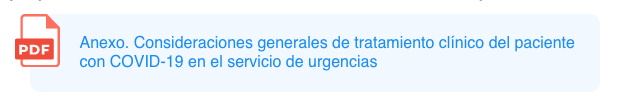 PDF
Anexo. Consideraciones generales de tratamiento clínico del paciente
con COVID-19 en el servicio de urgencias